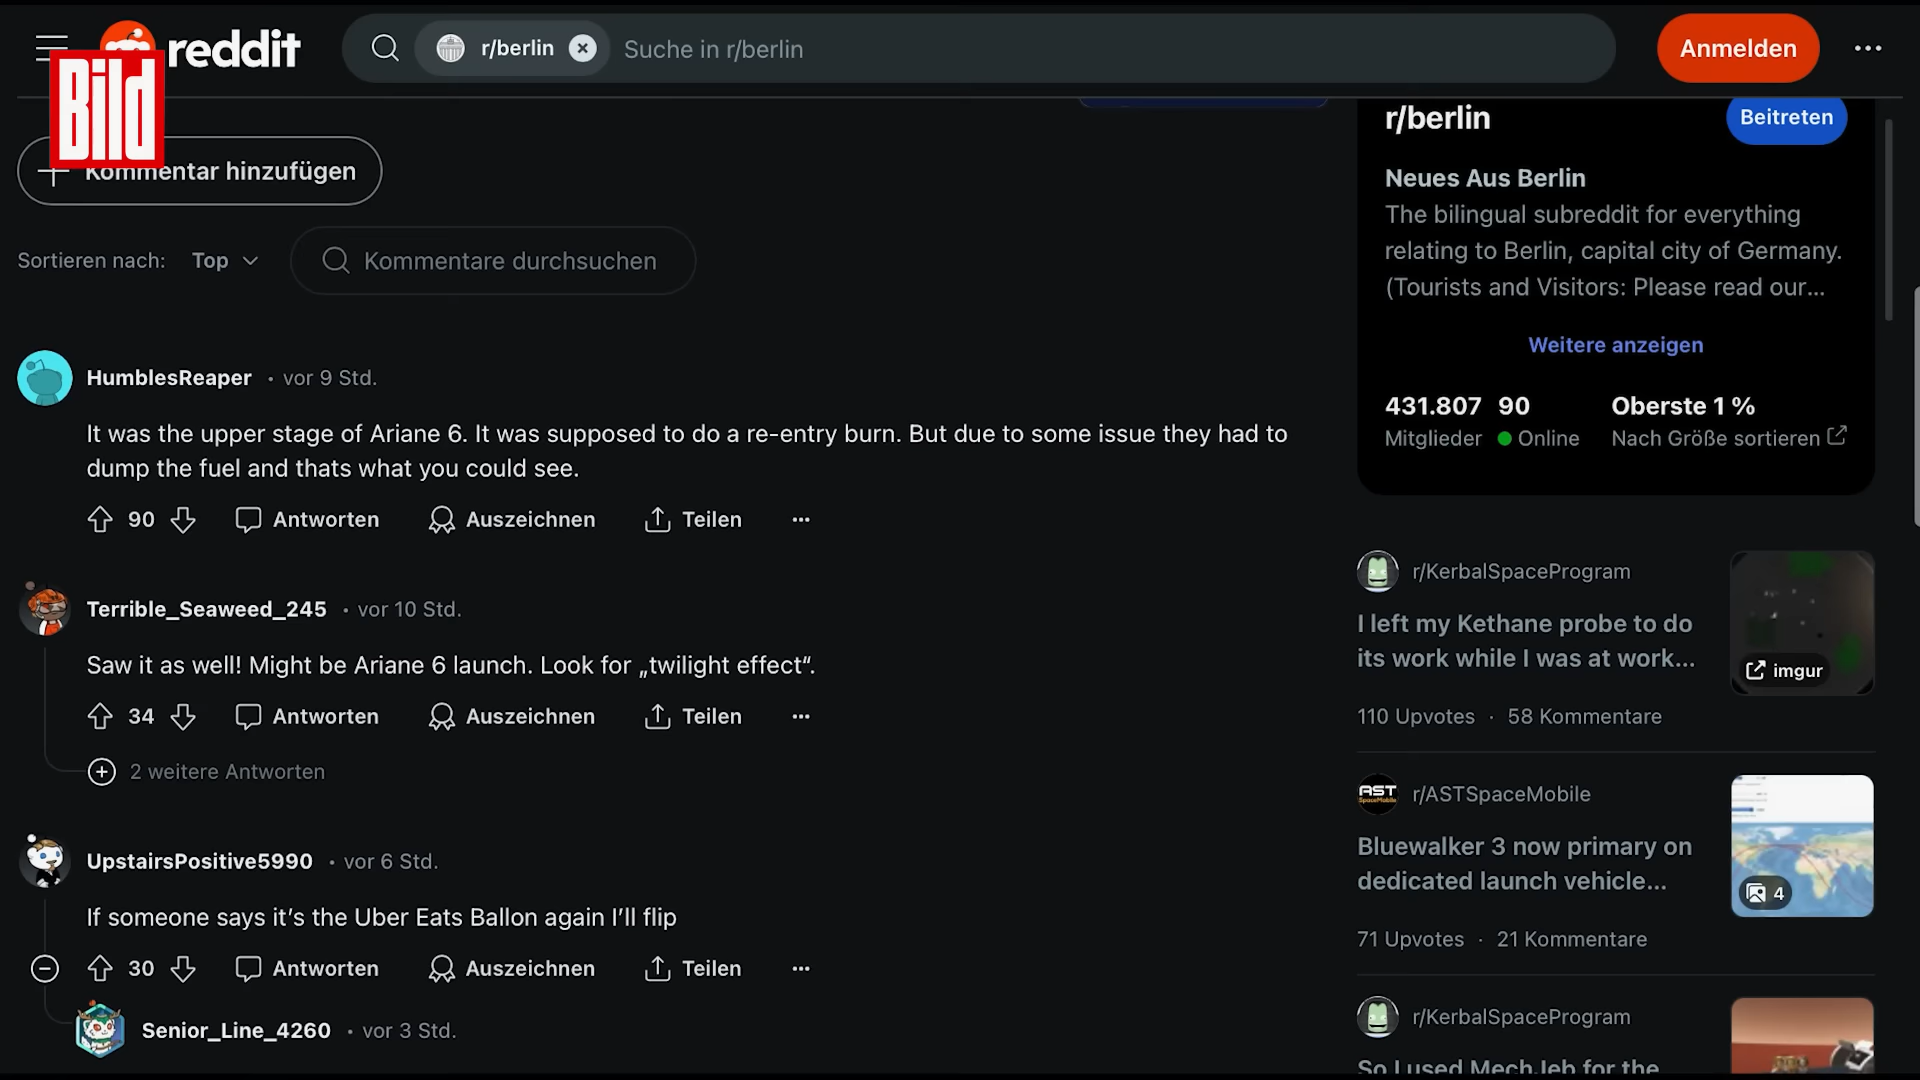 reddit
r/berlin
Suche in r/berlin
Anmelden
Bild
Kommentar hinzufügen
Sortieren nach: Top
Kommentare durchsuchen
HumblesReaper • vor 9 Std.
It was the upper stage of Ariane 6. It was supposed to do a re-entry burn. But due to some issue they had to
dump the fuel and thats what you could see.
90 Antworten Auszeichnen Teilen
Terrible_Seaweed_245 • vor 10 Std.
Saw it as well! Might be Ariane 6 launch. Look for „twilight effect“.
34 Antworten Auszeichnen Teilen
2 weitere Antworten
UpstairsPositive5990 • vor 6 Std.
If someone says it’s the Uber Eats Ballon again I’ll flip
30 Antworten Auszeichnen Teilen
Senior_Line_4260 • vor 3 Std.
r/berlin
Beitreten
Neues Aus Berlin
The bilingual subreddit for everything
relating to Berlin, capital city of Germany.
(Tourists and Visitors: Please read our...
Weitere anzeigen
431.807 90 Oberste 1 %
Mitglieder Online Nach Größe sortieren
r/KerbalSpaceProgram
I left my Kethane probe to do
its work while I was at work...
imgur
110 Upvotes · 58 Kommentare
AST
SpaceMobile
r/ASTSpaceMobile
Bluewalker 3 now primary on
dedicated launch vehicle...
4
71 Upvotes · 21 Kommentare
r/KerbalSpaceProgram
So I used MechJeb for the